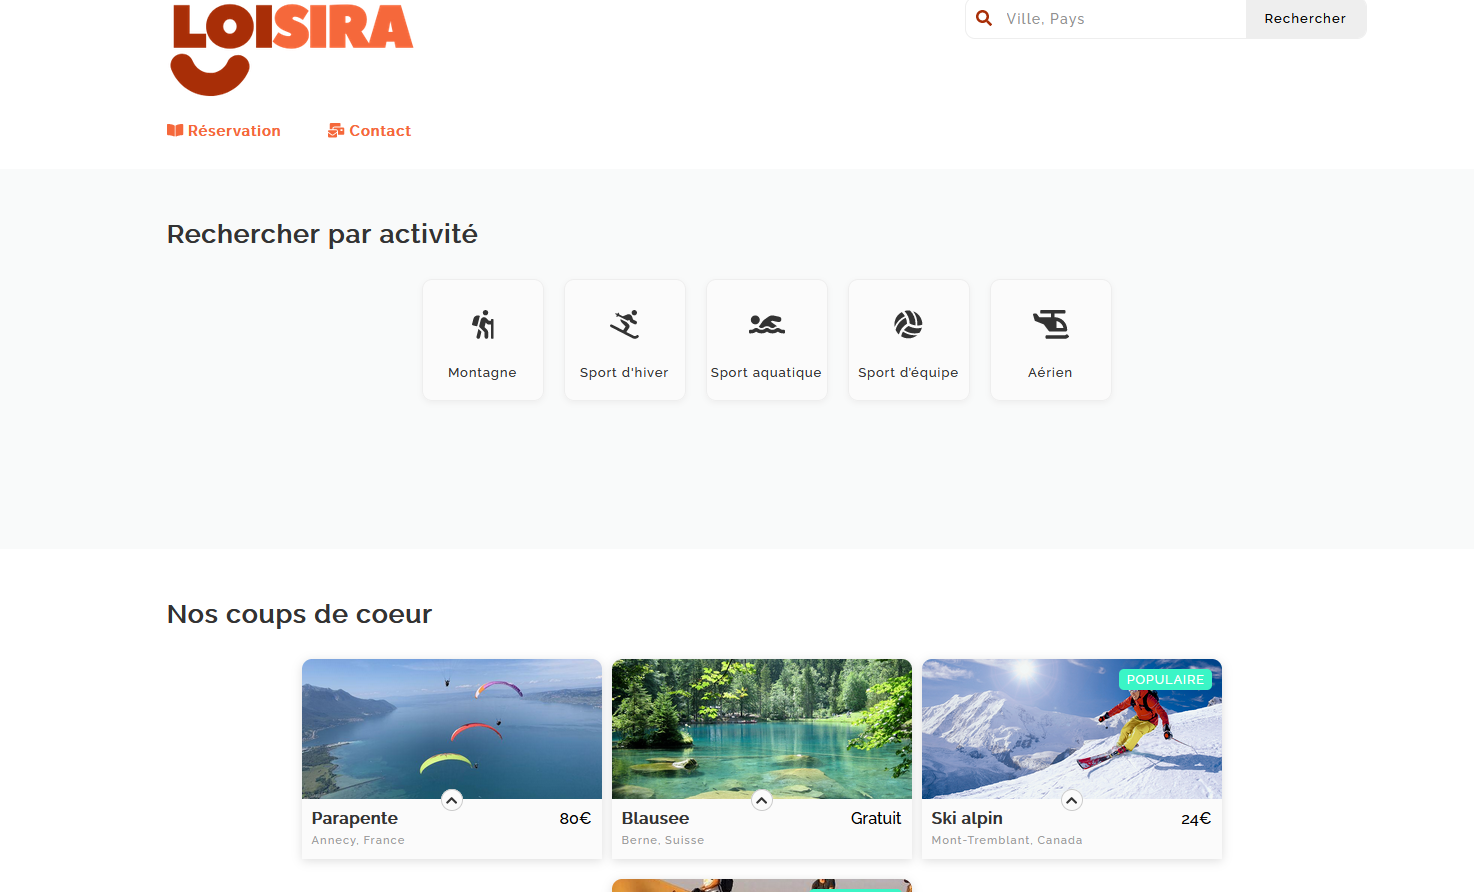 LOISIRA
Ville, Pays
Rechercher
Réservation
Contact
Rechercher par activité
Montagne
Sport d'hiver
Sport aquatique
Sport d'équipe
Aérien
Nos coups de coeur
POPULAIRE
Parapente 80€
Annecy, France
Blausee Gratuit
Berne, Suisse
Ski alpin 24€
Mont-Tremblant, Canada